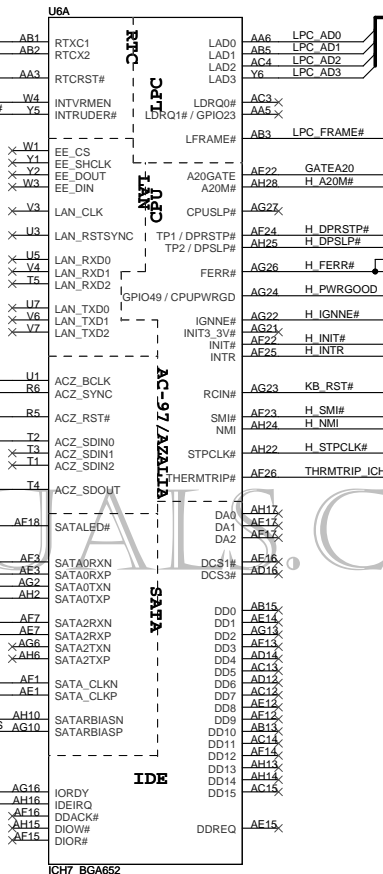 U6A
AB1 RTXC1 LAD0 AA6 LPC_AD0
AB2 RTCX2 LAD1 AB5 LPC_AD1
LAD2 AC4 LPC_AD2
AA3 RTCRST# LAD3 Y6 LPC_AD3
RTC
LPC
W4 INTVRMEN LDRQ0# AC3
Y5 INTRUDER# LDRQ1# / GPIO23 AA5
LFRAME# AB3 LPC_FRAME#
W1 EE_CS
Y1 EE_SHCLK
Y2 EE_DOUT A20GATE AE22 GATEA20
W3 EE_DIN A20M# AH28 H_A20M#
LAN
CPU
V3 LAN_CLK CPUSLP# AG27
U3 LAN_RSTSYNC TP1 / DPRSTP# AF24 H_DPRSTP#
TP2 / DPSLP# AH25 H_DPSLP#
U5 LAN_RXD0
V4 LAN_RXD1 FERR# AG26 H_FERR#
T5 LAN_RXD2
GPIO49 / CPUPWRGD AG24 H_PWRGOOD
U7 LAN_TXD0
V6 LAN_TXD1 IGNNE# AG22 H_IGNNE#
V7 LAN_TXD2 INIT3_3V# AG21
INIT# AF22 H_INIT#
INTR AF25 H_INTR
U1 ACZ_BCLK
R6 ACZ_SYNC RCIN# AG23 KB_RST#
R5 ACZ_RST# SMI# AF23 H_SMI#
NMI AH24 H_NMI
AC-97/AZALIA
T2 ACZ_SDIN0
T3 ACZ_SDIN1 STPCLK# AH22 H_STPCLK#
T1 ACZ_SDIN2
THERMTRIP# AF26 THRMTRIP_ICH
T4 ACZ_SDOUT
DA0 AH17
AF18 SATALED# DA1 AE17
DA2 AF17
UALS.C
AF3 SATA0RXN DCS1# AE16
AE3 SATA0RXP DCS3# AD16
AG2 SATA0TXN
AH2 SATA0TXP
SATA
DD0 AB15
AF7 SATA2RXN DD1 AE14
AE7 SATA2RXP DD2 AG13
AG6 SATA2TXN DD3 AF13
AH6 SATA2TXP DD4 AD14
DD5 AC13
AF1 SATA_CLKN DD6 AD12
AE1 SATA_CLKP DD7 AC12
DD8 AE12
AH10 SATARBIASN DD9 AF12
AG10 SATARBIASP DD10 AB13
DD11 AC14
DD12 AF14
DD13 AH13
DD14 AH14
DD15 AC15
IDE
AG16 IORDY
AH16 IDEIRQ
AF16 DDACK#
AH15 DIOW# DDREQ AE15
AF15 DIOR#
ICH7_BGA652